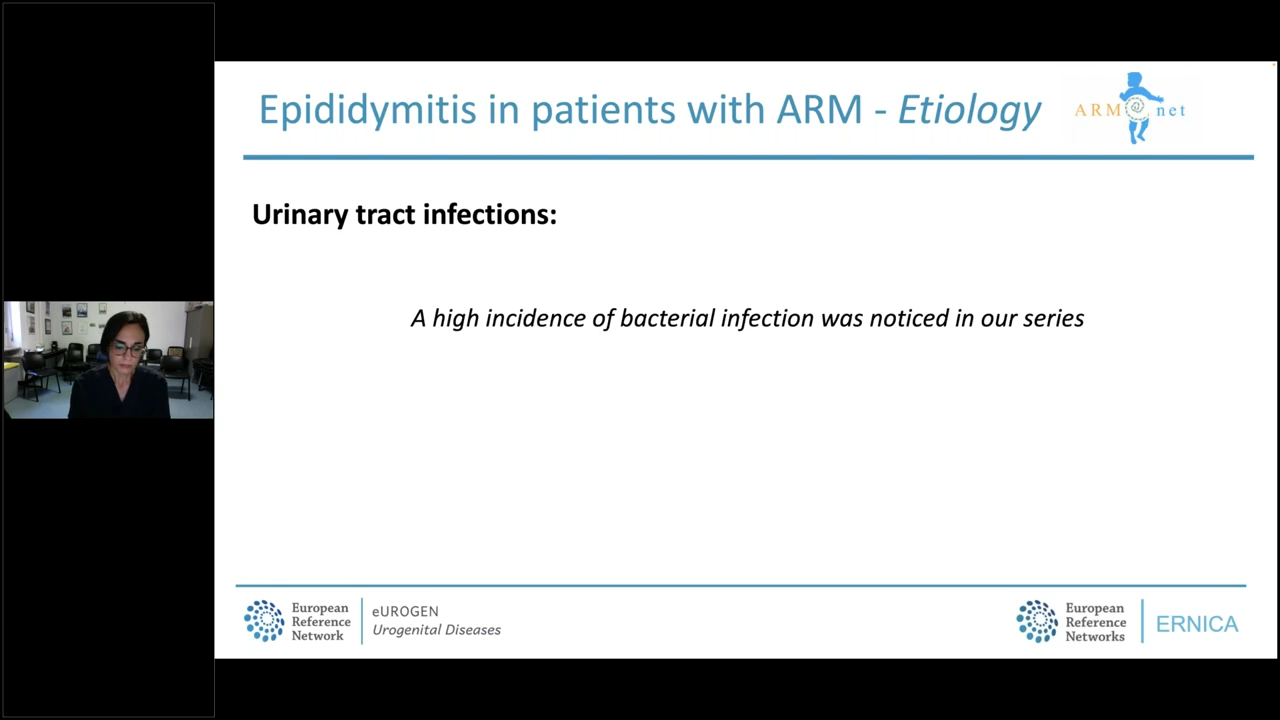 Epididymitis in patients with ARM - Etiology
ARM@net
Urinary tract infections:
A high incidence of bacterial infection was noticed in our series
European
Reference
Network
eUROGEN
Urogenital Diseases
European
Reference
Networks
ERNICA